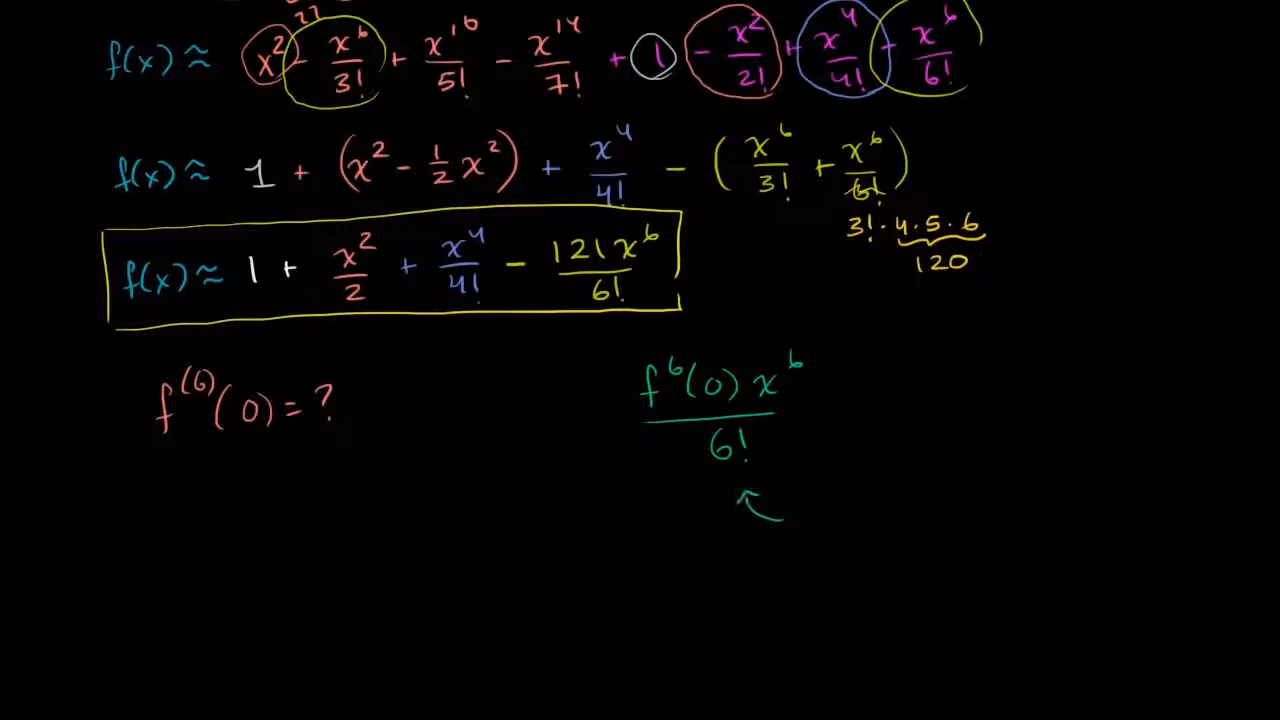 f(x) ≈ x² - x⁶/3! + x¹⁰/5! - x¹⁴/7! + 1 - x²/2! + x⁴/4! - x⁶/6!
f(x) ≈ 1 + (x² - 1/2 x²) + x⁴/4! - (x⁶/3! + x⁶/6!)
3! · 4 · 5 · 6
120
f(x) ≈ 1 + x²/2 + x⁴/4! - 121x⁶/6!
f⁽⁶⁾(0) = ?
f⁶(0) x⁶/6!